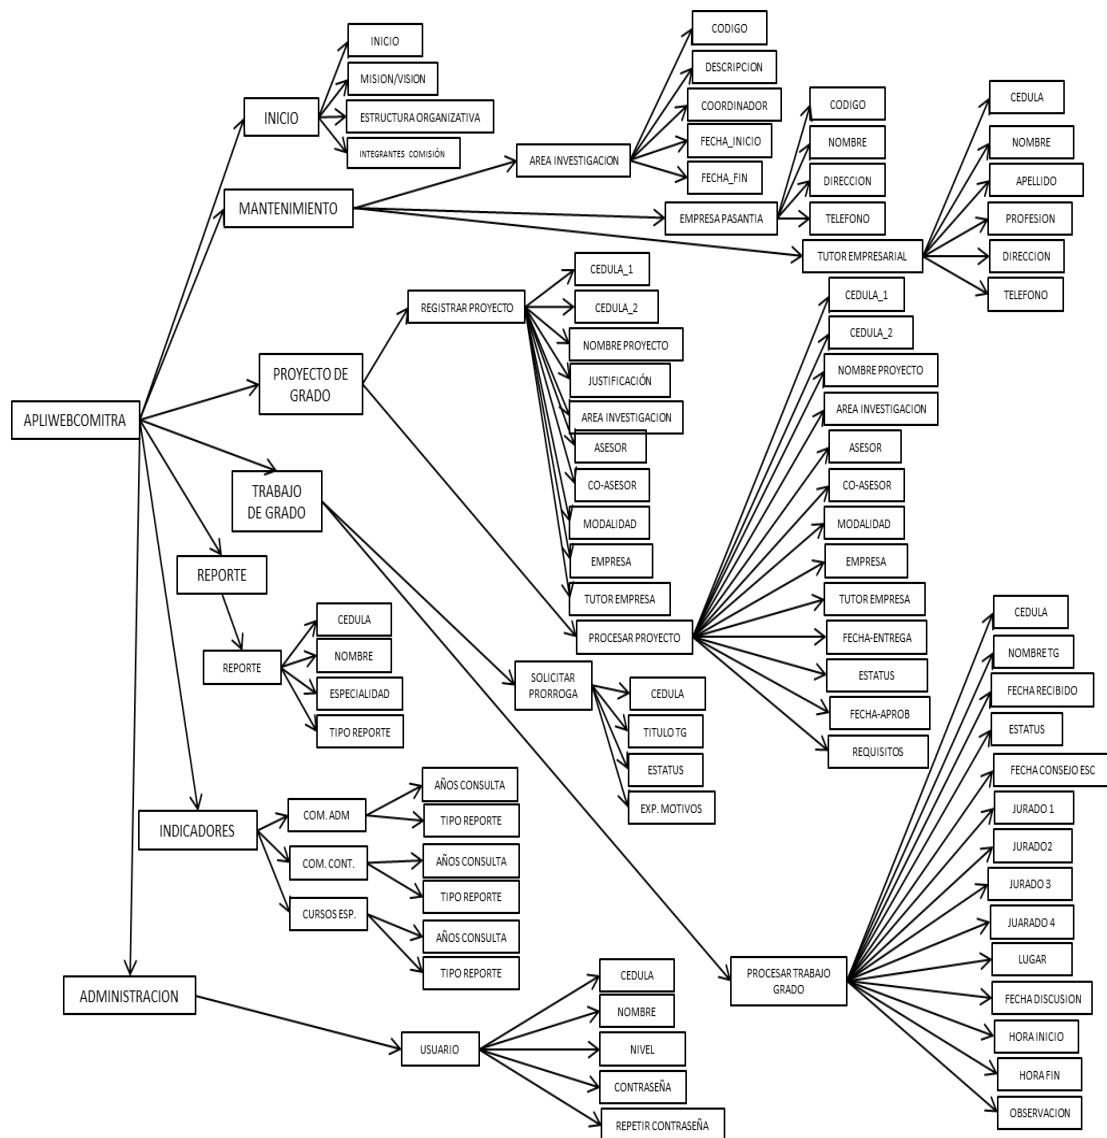 APLIWEBCOMITRA
INICIO
INICIO
MISION/VISION
ESTRUCTURA ORGANIZATIVA
INTEGRANTES COMISIÓN
MANTENIMIENTO
AREA INVESTIGACION
CODIGO
DESCRIPCION
COORDINADOR
FECHA_INICIO
FECHA_FIN
EMPRESA PASANTIA
CODIGO
NOMBRE
DIRECCION
TELEFONO
TUTOR EMPRESARIAL
CEDULA
NOMBRE
APELLIDO
PROFESION
DIRECCION
TELEFONO
PROYECTO DE
GRADO
REGISTRAR PROYECTO
CEDULA_1
CEDULA_2
NOMBRE PROYECTO
JUSTIFICACIÓN
AREA INVESTIGACION
ASESOR
CO-ASESOR
MODALIDAD
EMPRESA
TUTOR EMPRESA
PROCESAR PROYECTO
CEDULA_1
CEDULA_2
NOMBRE PROYECTO
AREA INVESTIGACION
ASESOR
CO-ASESOR
MODALIDAD
EMPRESA
TUTOR EMPRESA
FECHA-ENTREGA
ESTATUS
FECHA-APROB
REQUISITOS
TRABAJO
DE GRADO
SOLICITAR
PRORROGA
CEDULA
TITULO TG
ESTATUS
EXP. MOTIVOS
PROCESAR TRABAJO
GRADO
CEDULA
NOMBRE TG
FECHA RECIBIDO
ESTATUS
FECHA CONSEJO ESC
JURADO 1
JURADO2
JURADO 3
JUARADO 4
LUGAR
FECHA DISCUSION
HORA INICIO
HORA FIN
OBSERVACION
REPORTE
REPORTE
CEDULA
NOMBRE
ESPECIALIDAD
TIPO REPORTE
INDICADORES
COM. ADM
AÑOS CONSULTA
TIPO REPORTE
COM. CONT.
AÑOS CONSULTA
TIPO REPORTE
CURSOS ESP.
AÑOS CONSULTA
TIPO REPORTE
ADMINISTRACION
USUARIO
CEDULA
NOMBRE
NIVEL
CONTRASEÑA
REPETIR CONTRASEÑA